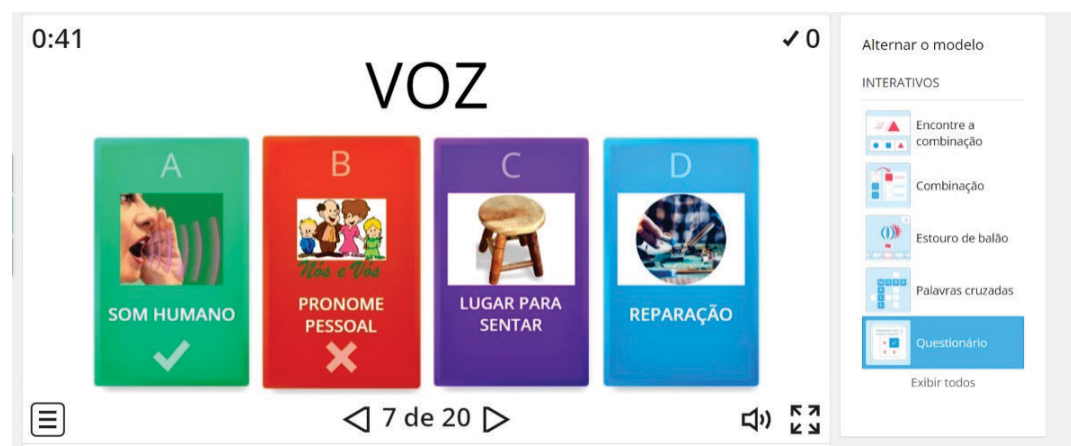 0:41
✓ 0
VOZ
A
SOM HUMANO
B
Nós e Vós
PRONOME
PESSOAL
C
LUGAR PARA
SENTAR
D
REPARAÇÃO
7 de 20
Alternar o modelo
INTERATIVOS
Encontre a
combinação
Combinação
Estouro de balão
Palavras cruzadas
Questionário
Exibir todos